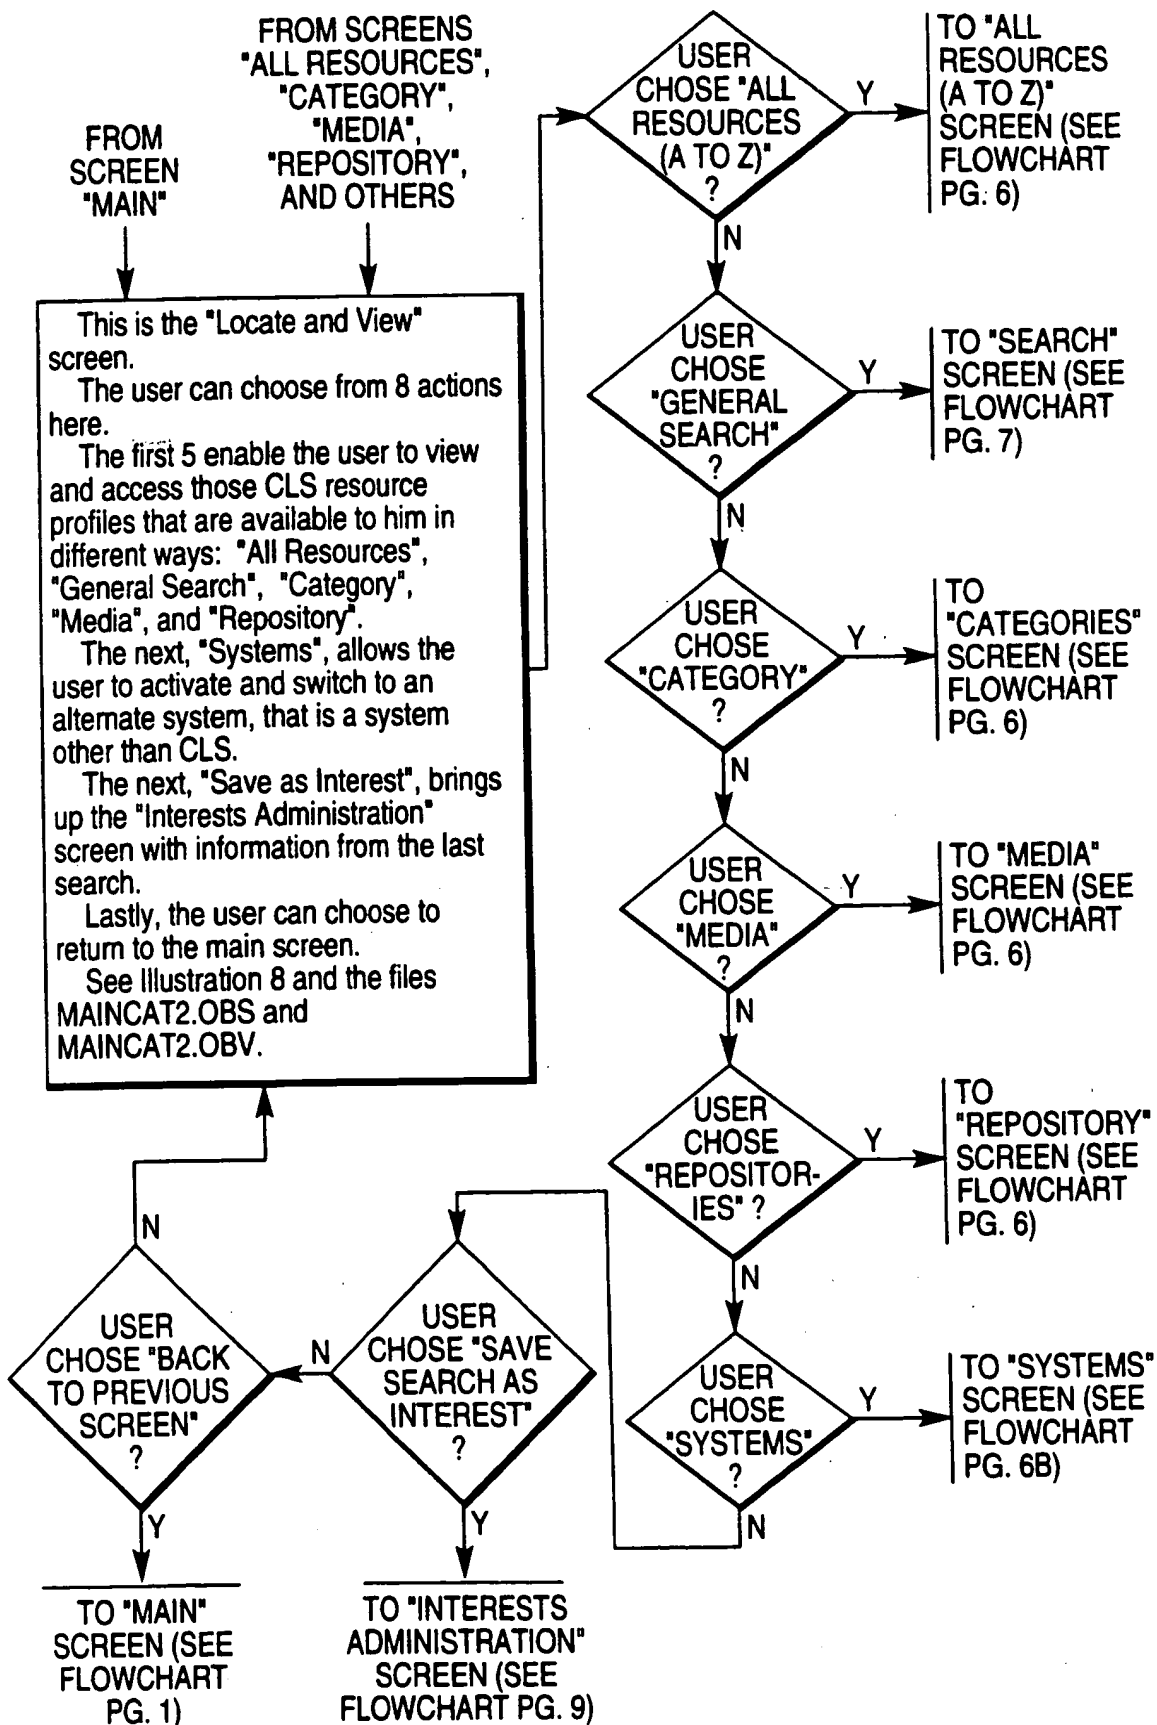 FROM
SCREEN
"MAIN"
FROM SCREENS
"ALL RESOURCES",
"CATEGORY",
"MEDIA",
"REPOSITORY",
AND OTHERS
This is the "Locate and View"
screen.
The user can choose from 8 actions
here.
The first 5 enable the user to view
and access those CLS resource
profiles that are available to him in
different ways: "All Resources",
"General Search", "Category",
"Media", and "Repository".
The next, "Systems", allows the
user to activate and switch to an
alternate system, that is a system
other than CLS.
The next, "Save as Interest", brings
up the "Interests Administration"
screen with information from the last
search.
Lastly, the user can choose to
return to the main screen.
See Illustration 8 and the files
MAINCAT2.OBS and
MAINCAT2.OBV.
USER
CHOSE "ALL
RESOURCES
(A TO Z)"
?
Y
TO "ALL
RESOURCES
(A TO Z)"
SCREEN (SEE
FLOWCHART
PG. 6)
N
USER
CHOSE
"GENERAL
SEARCH"
?
Y
TO "SEARCH"
SCREEN (SEE
FLOWCHART
PG. 7)
N
USER
CHOSE
"CATEGORY"
?
Y
TO
"CATEGORIES"
SCREEN (SEE
FLOWCHART
PG. 6)
N
USER
CHOSE
"MEDIA"
?
Y
TO "MEDIA"
SCREEN (SEE
FLOWCHART
PG. 6)
N
USER
CHOSE
"REPOSITOR-
IES" ?
Y
TO
"REPOSITORY"
SCREEN (SEE
FLOWCHART
PG. 6)
N
USER
CHOSE
"SYSTEMS"
?
Y
TO "SYSTEMS"
SCREEN (SEE
FLOWCHART
PG. 6B)
N
USER
CHOSE "SAVE
SEARCH AS
INTEREST"
?
Y
TO "INTERESTS
ADMINISTRATION"
SCREEN (SEE
FLOWCHART PG. 9)
N
USER
CHOSE "BACK
TO PREVIOUS
SCREEN"
?
N
Y
TO "MAIN"
SCREEN (SEE
FLOWCHART
PG. 1)